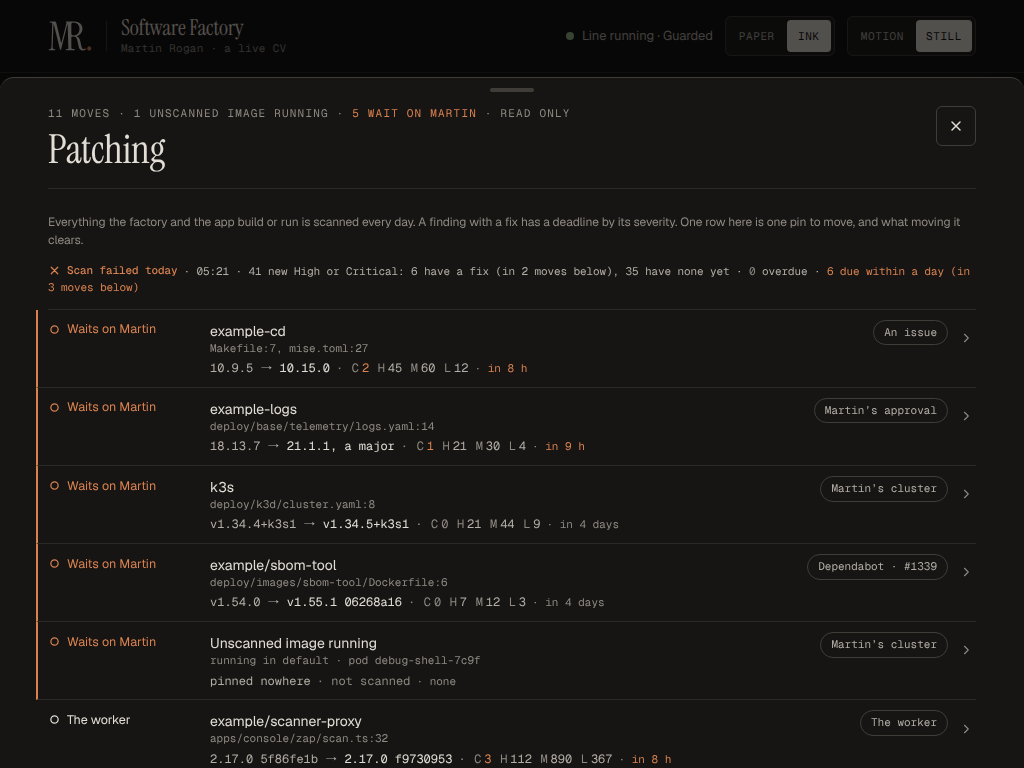 MR.
Software Factory
Martin Rogan · a live CV
Line running · Guarded
PAPER
INK
MOTION
STILL
11 MOVES · 1 UNSCANNED IMAGE RUNNING · 5 WAIT ON MARTIN · READ ONLY
Patching
Everything the factory and the app build or run is scanned every day. A finding with a fix has a deadline by its severity. One row here is one pin to move, and what moving it
clears.
Scan failed today · 05:21 · 41 new High or Critical: 6 have a fix (in 2 moves below), 35 have none yet · 0 overdue · 6 due within a day (in
3 moves below)
Waits on Martin
example-cd
An issue
Makefile:7, mise.toml:27
10.9.5 → 10.15.0 · C 2 H 45 M 60 L 12 · in 8 h
Waits on Martin
example-logs
Martin's approval
deploy/base/telemetry/logs.yaml:14
18.13.7 → 21.1.1, a major · C 1 H 21 M 30 L 4 · in 9 h
Waits on Martin
k3s
Martin's cluster
deploy/k3d/cluster.yaml:8
v1.34.4+k3s1 → v1.34.5+k3s1 · C 0 H 21 M 44 L 9 · in 4 days
Waits on Martin
example/sbom-tool
Dependabot · #1339
deploy/images/sbom-tool/Dockerfile:6
v1.54.0 → v1.55.1 06268a16 · C 0 H 7 M 12 L 3 · in 4 days
Waits on Martin
Unscanned image running
Martin's cluster
running in default · pod debug-shell-7c9f
pinned nowhere · not scanned · none
The worker
example/scanner-proxy
The worker
apps/console/zap/scan.ts:32
2.17.0 5f86fe1b → 2.17.0 f9730953 · C 3 H 112 M 890 L 367 · in 8 h